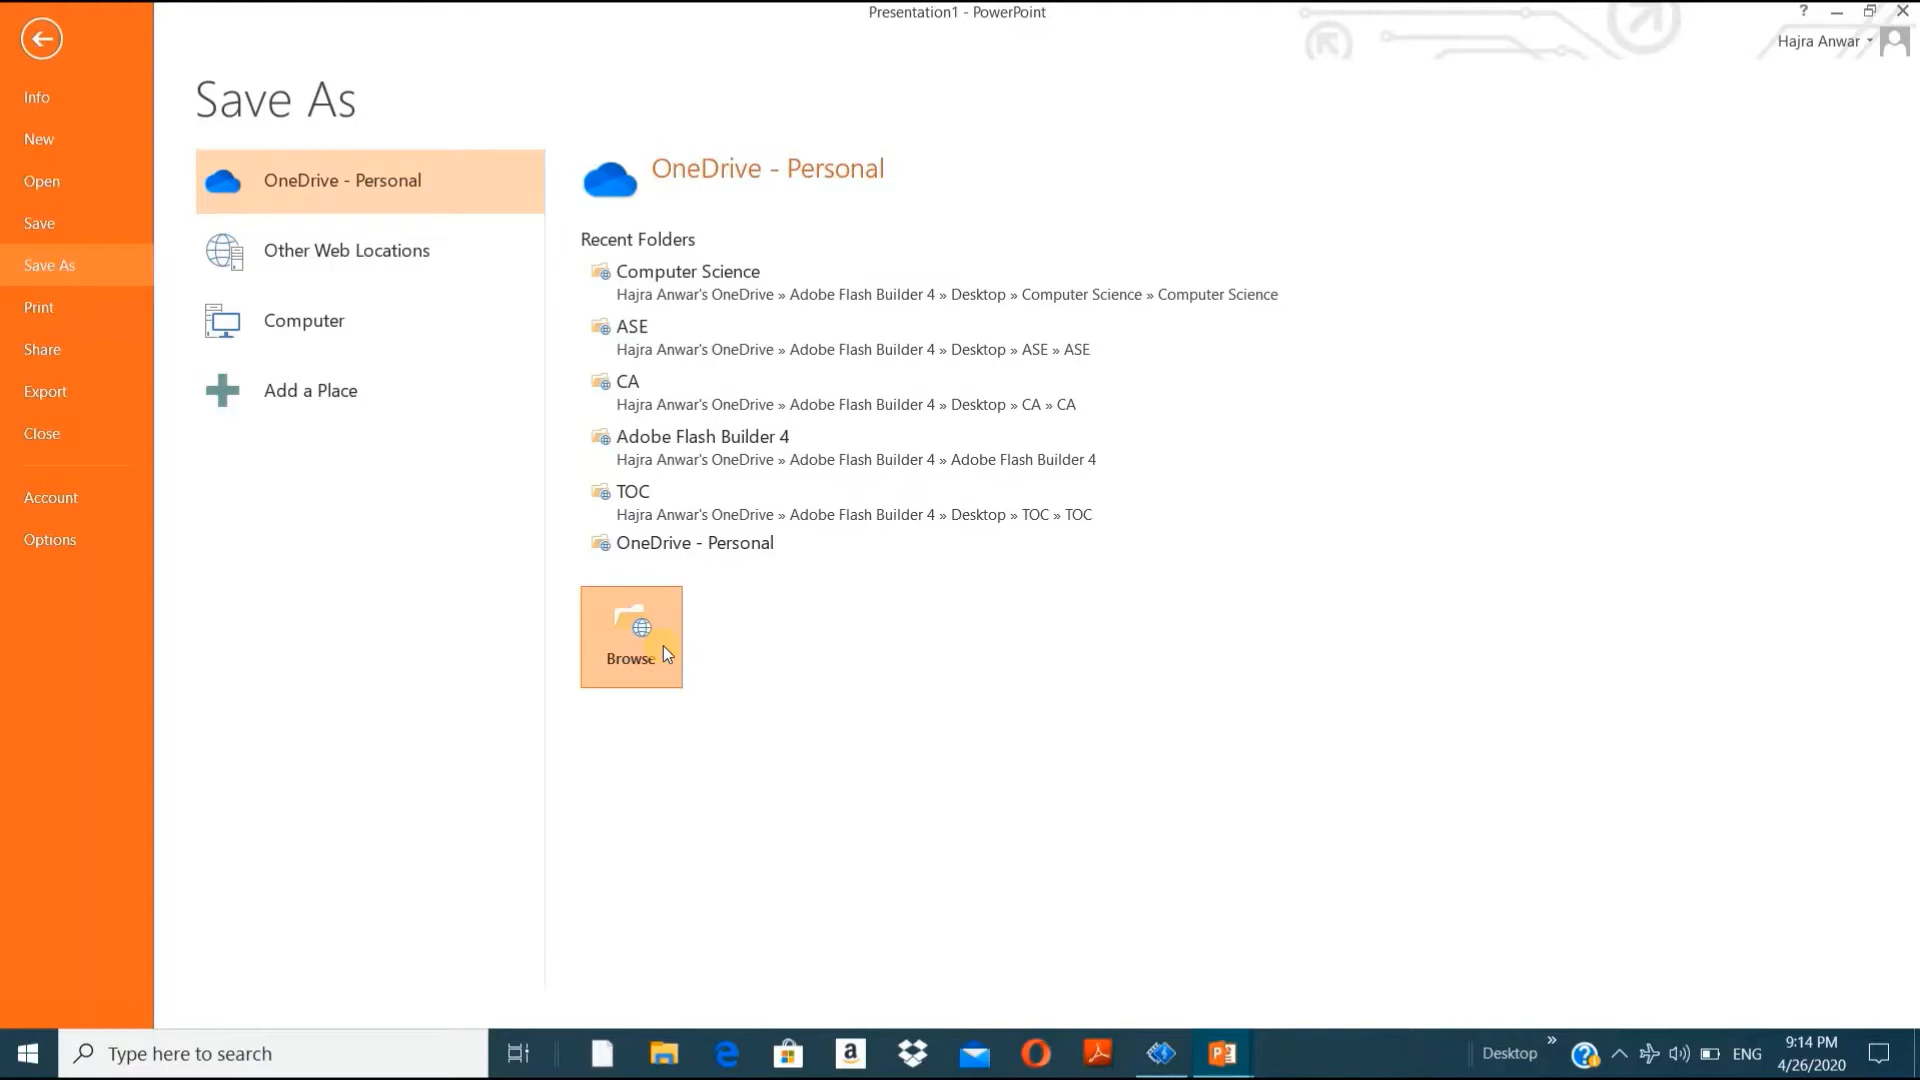 Presentation1 - PowerPoint
?
Hajra Anwar
Info
New
Open
Save
Save As
Print
Share
Export
Close
Account
Options
Save As
OneDrive - Personal
Other Web Locations
Computer
Add a Place
OneDrive - Personal
Recent Folders
Computer Science
Hajra Anwar's OneDrive » Adobe Flash Builder 4 » Desktop » Computer Science » Computer Science
ASE
Hajra Anwar's OneDrive » Adobe Flash Builder 4 » Desktop » ASE » ASE
CA
Hajra Anwar's OneDrive » Adobe Flash Builder 4 » Desktop » CA » CA
Adobe Flash Builder 4
Hajra Anwar's OneDrive » Adobe Flash Builder 4 » Adobe Flash Builder 4
TOC
Hajra Anwar's OneDrive » Adobe Flash Builder 4 » Desktop » TOC » TOC
OneDrive - Personal
Browse
Type here to search
Desktop »
ENG
9:14 PM
4/26/2020